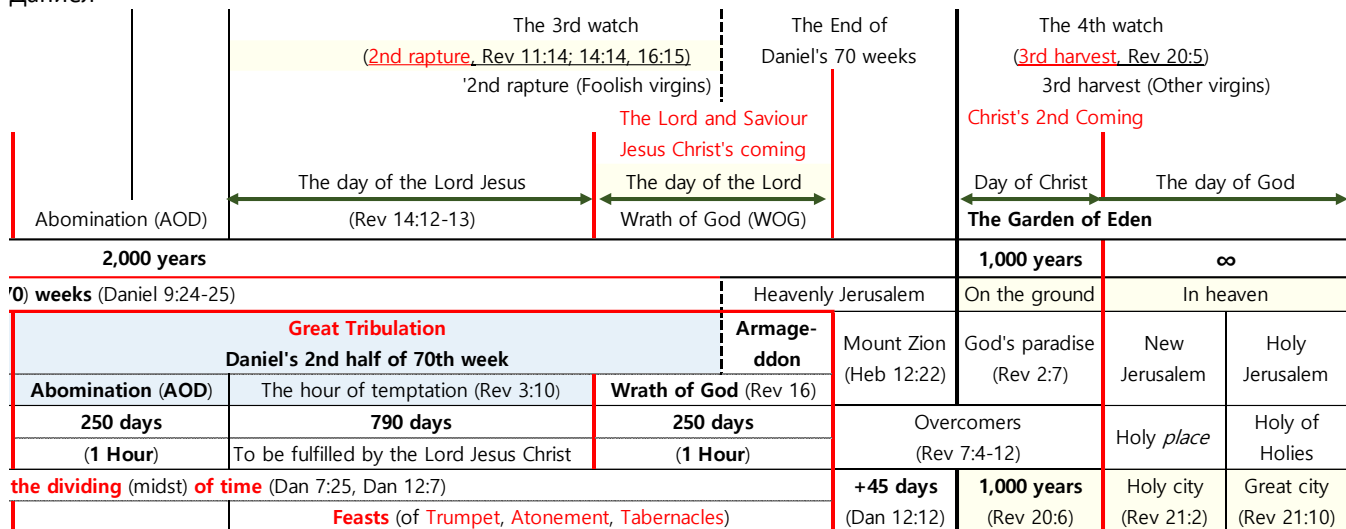 The 3rd watch
(2nd rapture, Rev 11:14; 14:14, 16:15)
'2nd rapture (Foolish virgins)
The End of
Daniel's 70 weeks
The 4th watch
(3rd harvest, Rev 20:5)
3rd harvest (Other virgins)
The Lord and Saviour
Jesus Christ's coming
Christ's 2nd Coming
The day of the Lord Jesus
The day of the Lord
Day of Christ
The day of God
Abomination (AOD)
(Rev 14:12-13)
Wrath of God (WOG)
The Garden of Eden
2,000 years
1,000 years
∞
70) weeks (Daniel 9:24-25)
Heavenly Jerusalem
On the ground
In heaven
Great Tribulation
Daniel's 2nd half of 70th week
Armage-
ddon
Mount Zion
(Heb 12:22)
God's paradise
(Rev 2:7)
New
Jerusalem
Holy
Jerusalem
Abomination (AOD)
The hour of temptation (Rev 3:10)
Wrath of God (Rev 16)
250 days
790 days
250 days
(1 Hour)
To be fulfilled by the Lord Jesus Christ
(1 Hour)
Overcomers
(Rev 7:4-12)
Holy place
Holy of
Holies
the dividing (midst) of time (Dan 7:25, Dan 12:7)
Feasts (of Trumpet, Atonement, Tabernacles)
+45 days
(Dan 12:12)
1,000 years
(Rev 20:6)
Holy city
(Rev 21:2)
Great city
(Rev 21:10)